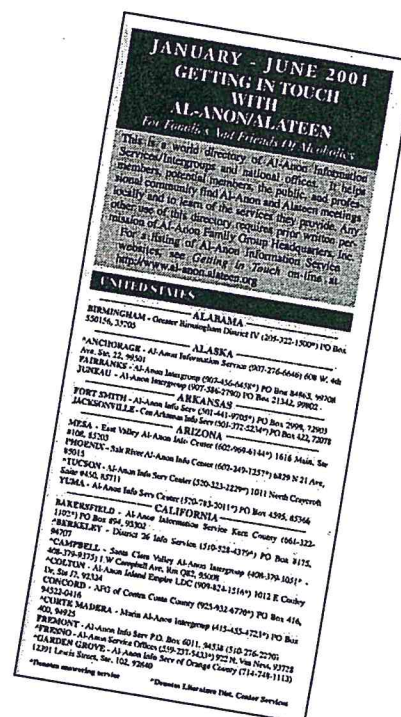 JANUARY - JUNE 2001
GETTING IN TOUCH
WITH
AL-ANON/ALATEEN
For Families And Friends Of Alcoholics
This is a world directory of Al-Anon Information
Services/Intergroups and national offices. It helps
members, potential members, the public, and profes-
sional community find Al-Anon and Alateen meetings
locally and to learn of the services they provide. Any
other use of this directory requires prior written per-
mission of Al-Anon Family Group Headquarters, Inc.
For a listing of Al-Anon Information Service
websites, see Getting In Touch on-line at
http://www.al-anon.alateen.org
UNITED STATES
ALABAMA
BIRMINGHAM - Greater Birmingham District IV (205-322-1500*) PO Box
550156, 35205
ALASKA
*ANCHORAGE - Al-Anon Information Service (907-276-6646) 608 W. 4th
Ave. Ste. 22, 99501
FAIRBANKS - Al-Anon Intergroup (907-456-6458*) PO Box 84863, 99708
JUNEAU - Al-Anon Intergroup (907-586-2790) PO Box 21342, 99802
ARKANSAS
FORT SMITH - Al-Anon Info Serv (501-441-9705*) PO Box 2994, 72903
JACKSONVILLE - Cen Arkansas Info Serv (501-372-5234*) PO Box 422, 72078
ARIZONA
MESA - East Valley Al-Anon Info Center (602-969-6144*) 1616 Main, Ste
#108, 85203
PHOENIX - Salt River Al-Anon Info Center (602-249-1257*) 6829 N 21 Ave,
85015
*TUCSON - Al-Anon Info Serv Center (520-323-2229*) 1011 North Craycroft
Suite #450, 85711
YUMA - Al-Anon Info Serv Center (520-783-2011*) PO Box 4595, 85366
CALIFORNIA
BAKERSFIELD - Al-Anon Information Service Kern County (661-322-
1102*) PO Box 894, 93302
*BERKELEY - District 26 Info Service (510-528-4379*) PO Box 8175,
94707
*CAMPBELL - Santa Clara Valley Al-Anon Intergroup (408-379-1051* -
408-379-9375) 1 W Campbell Ave, Rm Q82, 95008
*COLTON - Al-Anon Inland Empire LDC (909-824-1516*) 1012 E Cooley
Dr, Ste J2, 92324
CONCORD - AFG of Contra Costa County (925-932-6770*) PO Box 416,
94522-0416
*CORTE MADERA - Marin Al-Anon Intergroup (415-455-4723*) PO Box
400, 94925
FREMONT - Al-Anon Info Serv P.O. Box 6011, 94538 (510-276-2270)
*FRESNO - Al-Anon Service Offices (559-237-5433*) 922 N. Van Ness, 93728
*GARDEN GROVE - Al-Anon Info Serv of Orange County (714-748-1113)
12391 Lewis Street, Ste. 102, 92640
*Denotes answering service
*Denotes Literature Dist. Center Services